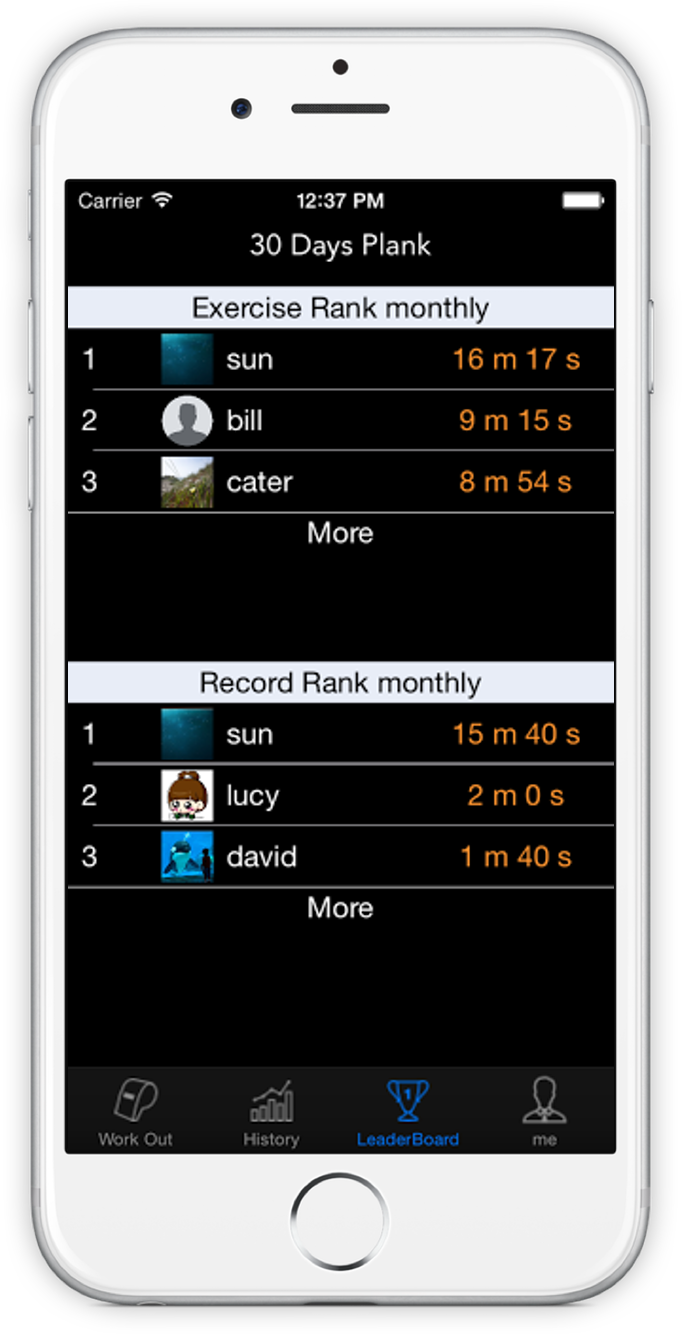 Carrier 12:37 PM
30 Days Plank
Exercise Rank monthly
1 sun 16 m 17 s
2 bill 9 m 15 s
3 cater 8 m 54 s
More
Record Rank monthly
1 sun 15 m 40 s
2 lucy 2 m 0 s
3 david 1 m 40 s
More
1
Work Out History LeaderBoard me